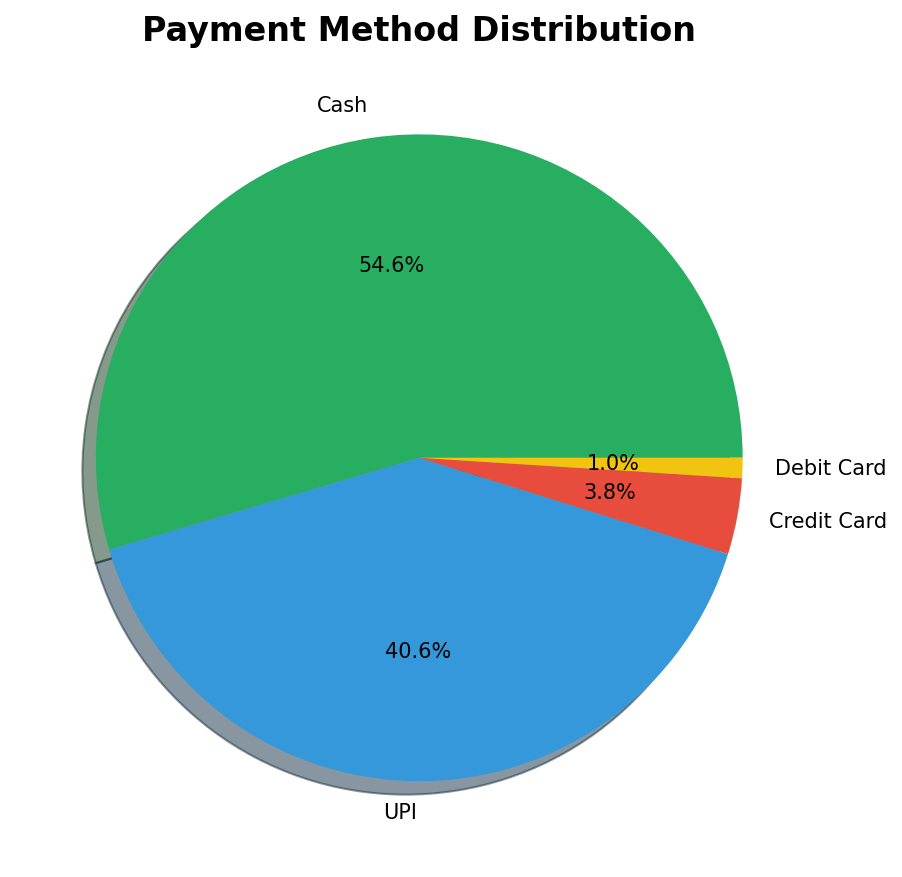 Payment Method Distribution
Cash
54.6%
1.0%
Debit Card
3.8%
Credit Card
40.6%
UPI